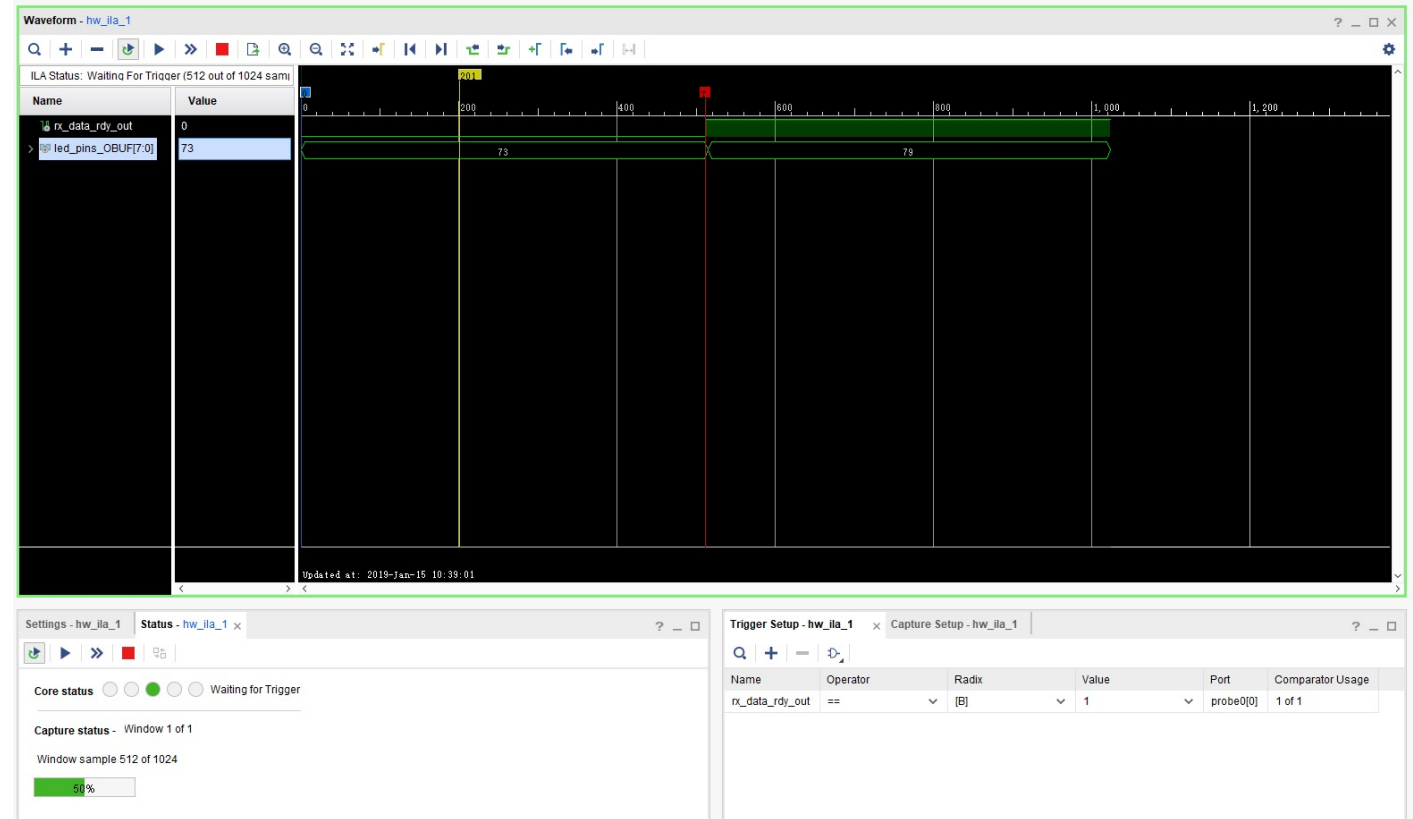 Waveform - hw_ila_1
? _ □ ×
ILA Status: Waiting For Trigger (512 out of 1024 sam
Name Value
rx_data_rdy_out 0
> led_pins_OBUF[7:0] 73
201
0 200 400 600 800 1,000 1,200
73 79
Updated at: 2019-Jan-15 10:39:01
Settings - hw_ila_1 Status - hw_ila_1 ×
? _ □
Core status Waiting for Trigger
Capture status - Window 1 of 1
Window sample 512 of 1024
50%
Trigger Setup - hw_ila_1 × Capture Setup - hw_ila_1
? _ □
Name Operator Radix Value Port Comparator Usage
rx_data_rdy_out == [B] 1 probe0[0] 1 of 1